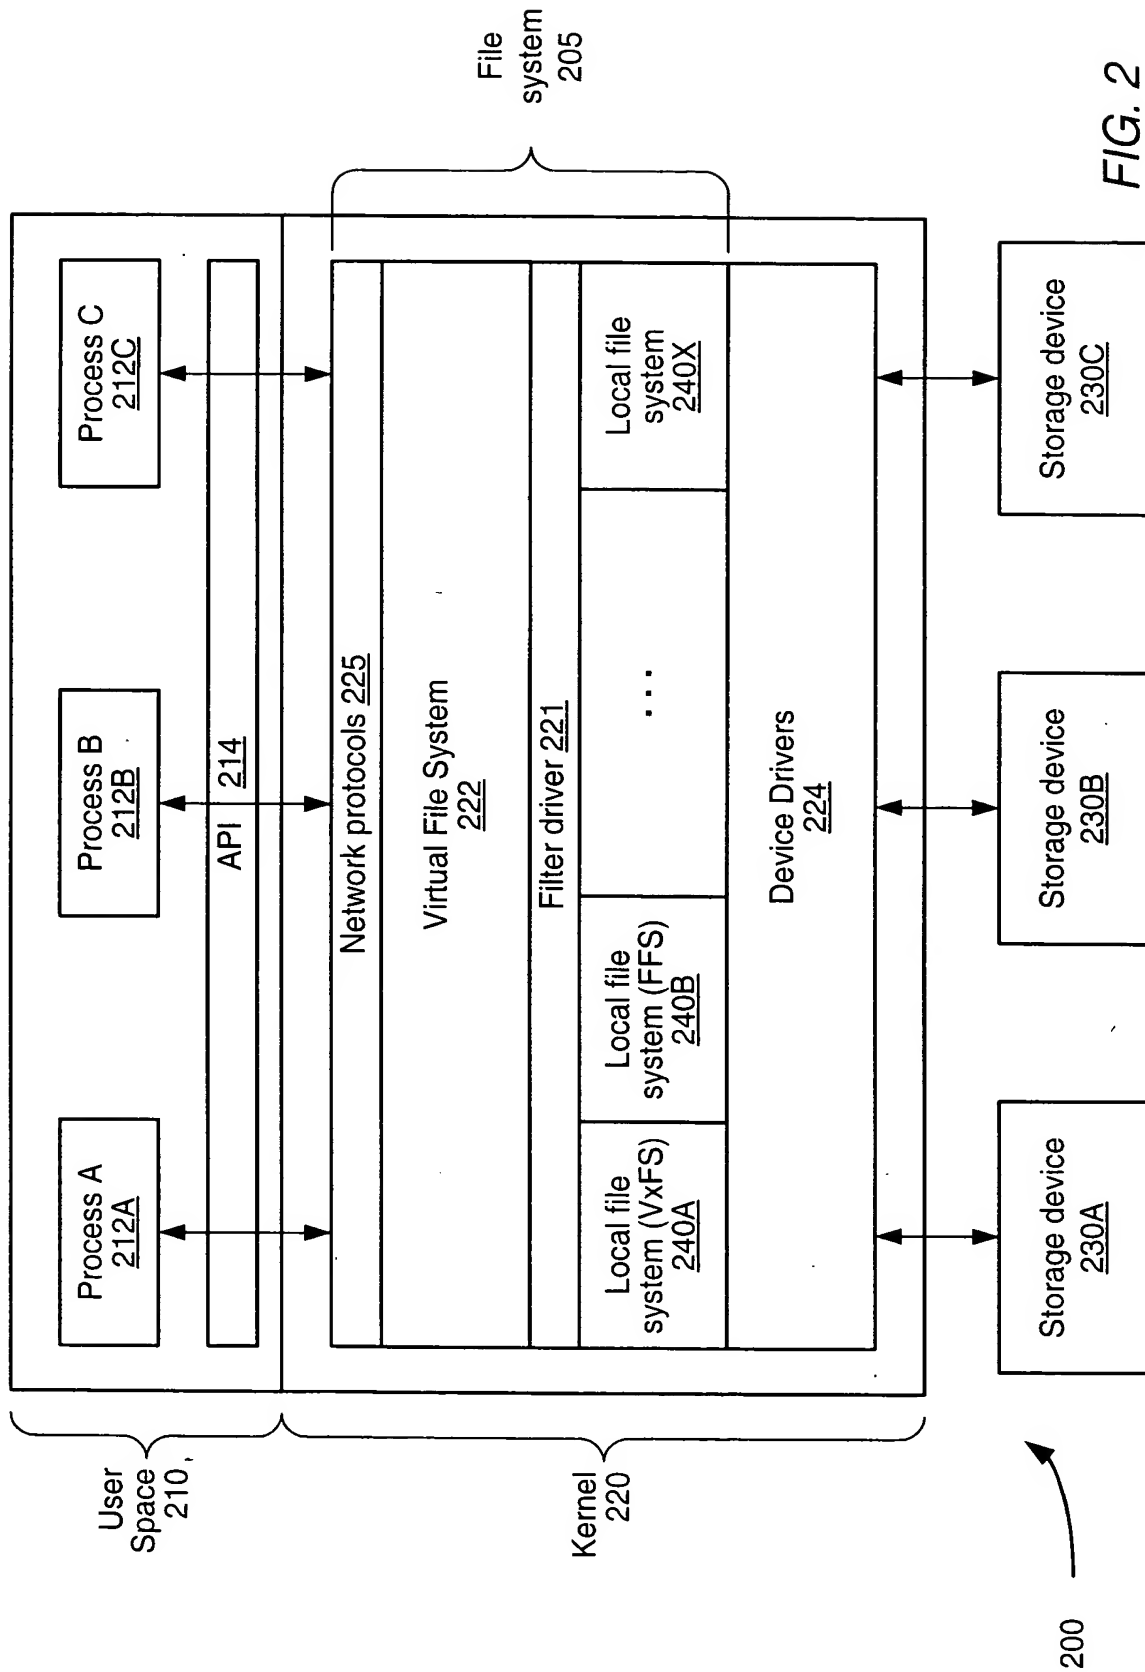 User
Space
210
Process A
212A
Process B
212B
Process C
212C
API 214
Kernel
220
Network protocols 225
Virtual File System
222
Filter driver 221
Local file
system (VxFS)
240A
Local file
system (FFS)
240B
...
Local file
system
240X
File
system
205
Device Drivers
224
Storage device
230A
Storage device
230B
Storage device
230C
200
FIG. 2